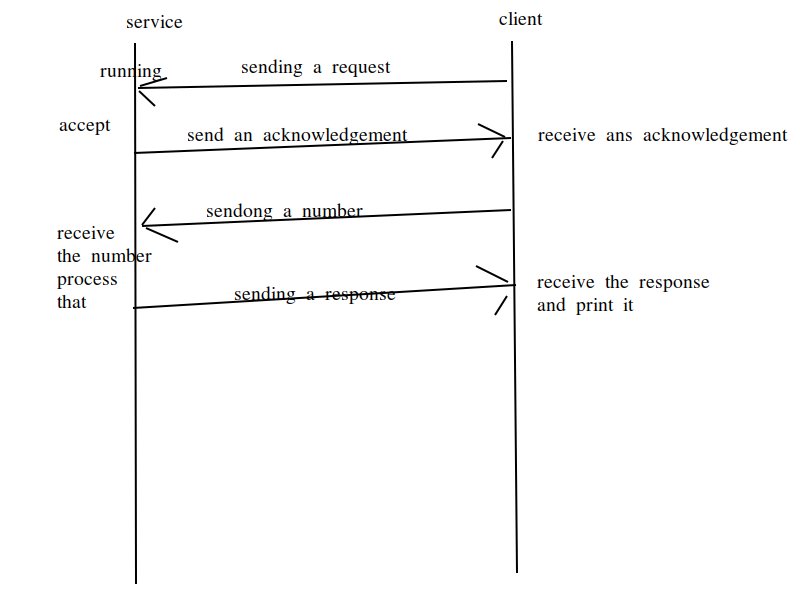 service
client
running
sending a request
accept
send an acknowledgement
receive ans acknowledgement
sendong a number
receive
the number
process
that
sending a response
receive the response
and print it